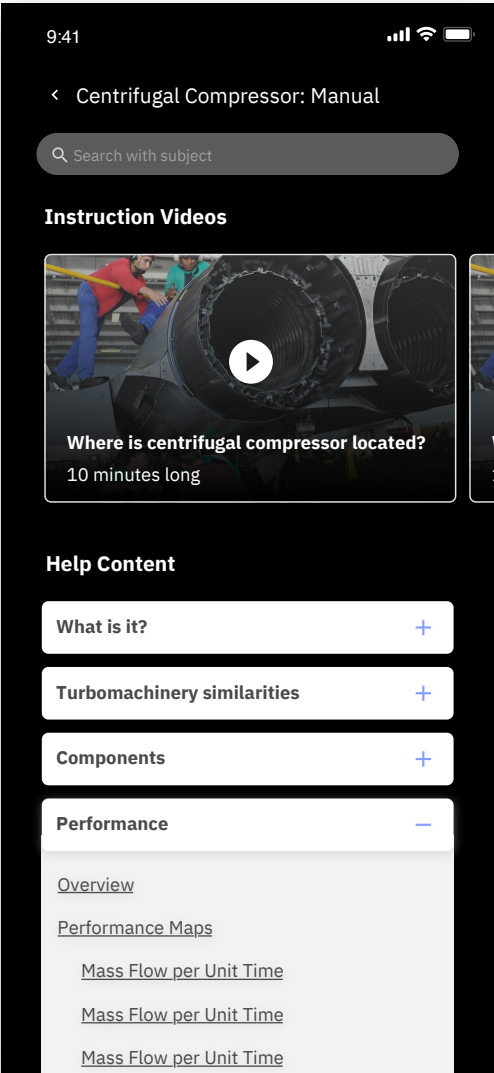 9:41
Centrifugal Compressor: Manual
Search with subject
Instruction Videos
Where is centrifugal compressor located?
10 minutes long
Help Content
What is it?
Turbomachinery similarities
Components
Performance
Overview
Performance Maps
Mass Flow per Unit Time
Mass Flow per Unit Time
Mass Flow per Unit Time